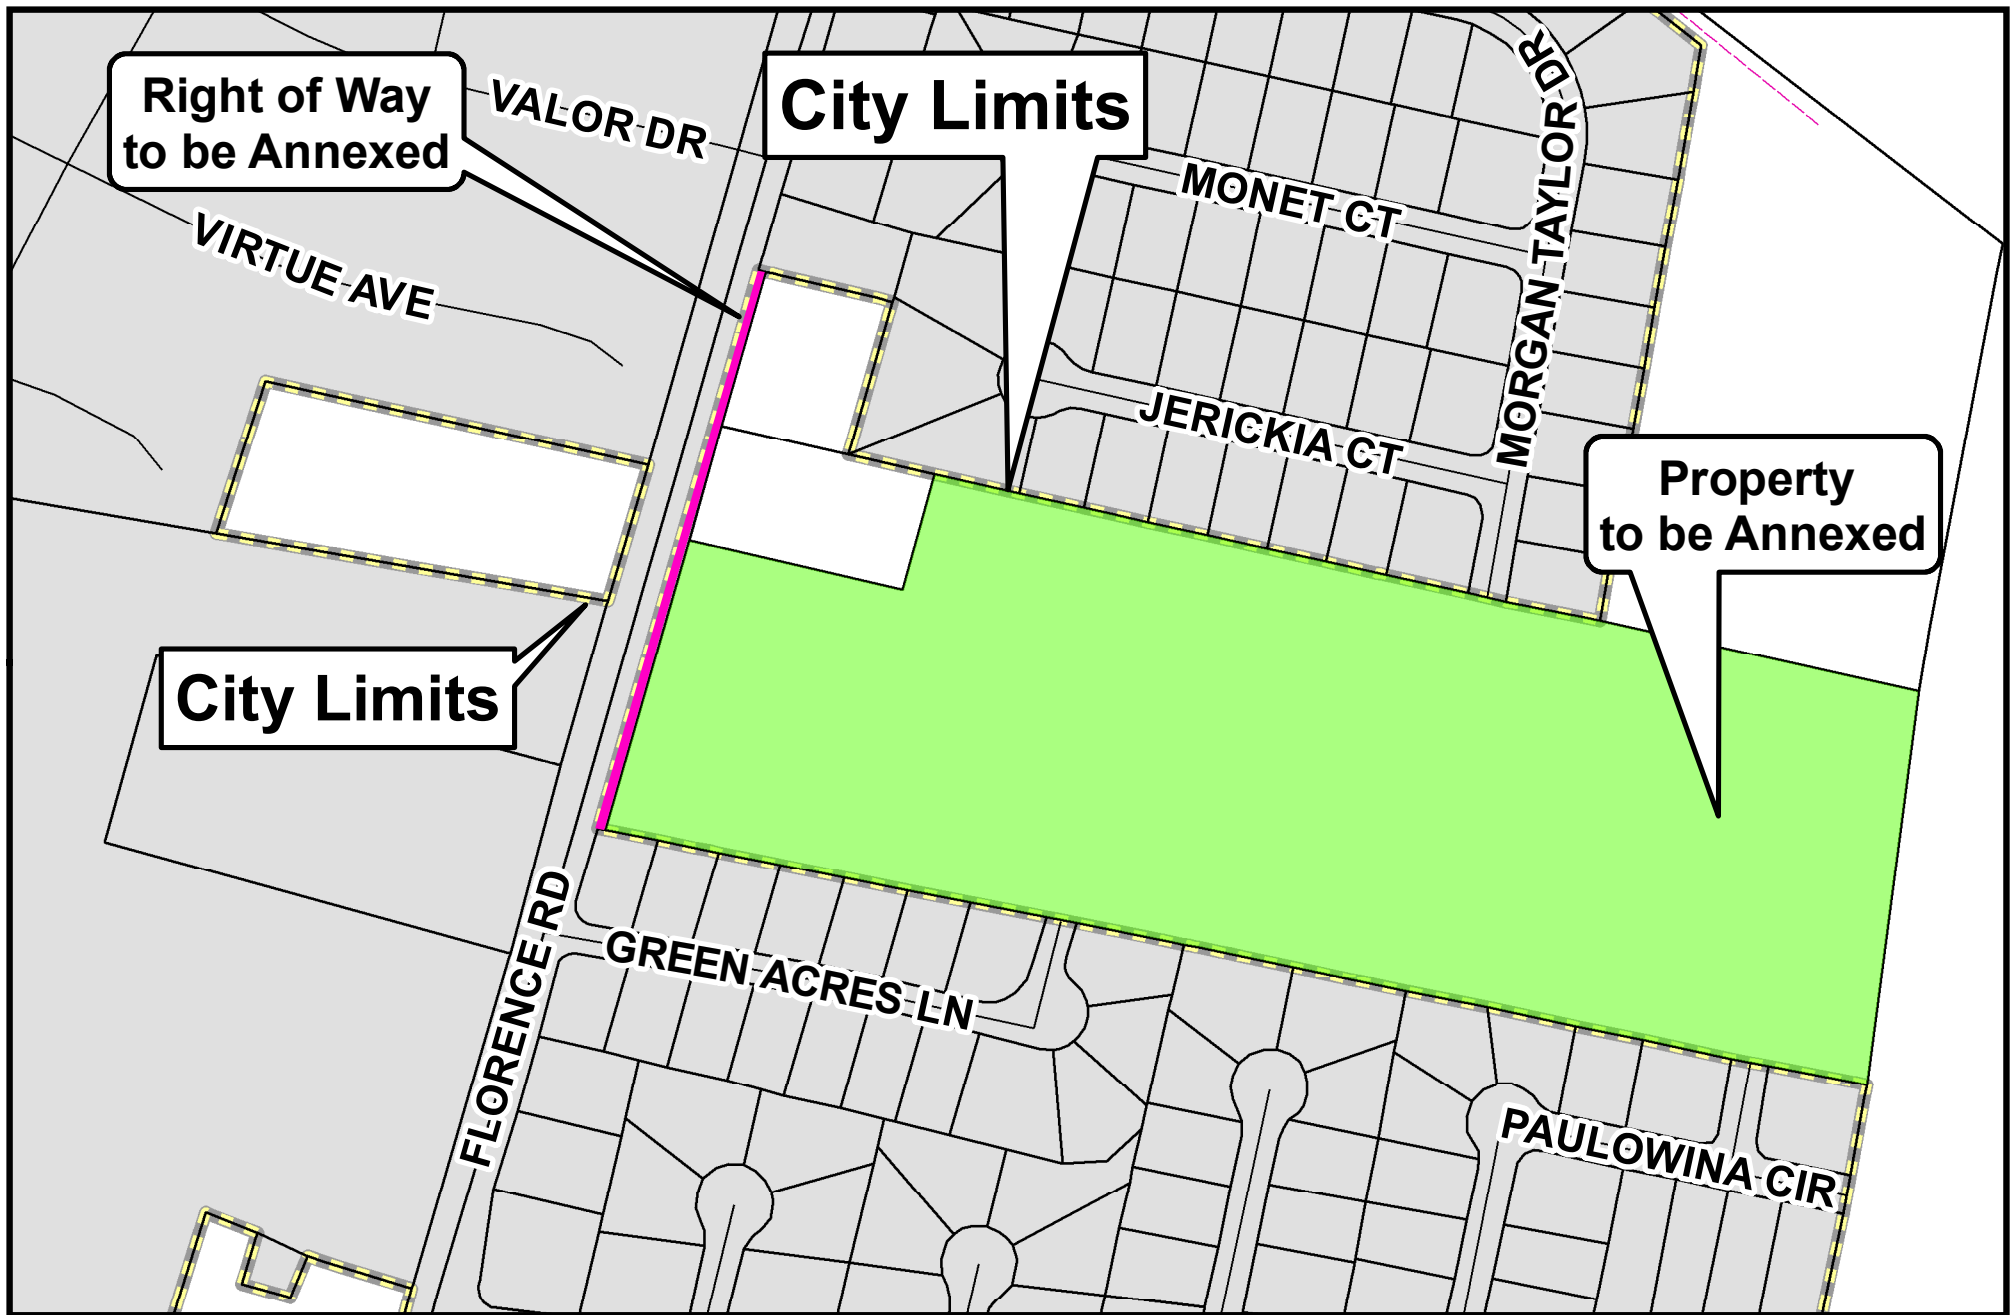 Right of Way
to be Annexed
VALOR DR
City Limits
MORGAN TAYLOR DR
MONET CT
VIRTUE AVE
JERICKIA CT
Property
to be Annexed
City Limits
FLORENCE RD
GREEN ACRES LN
PAULOWINA CIR